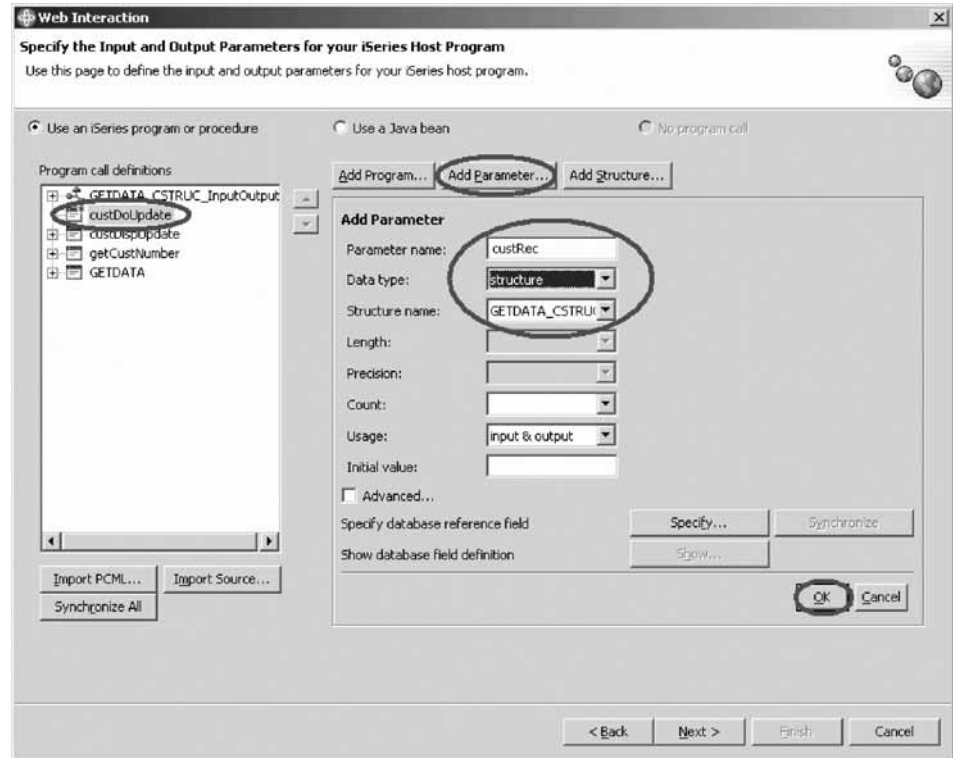 Web Interaction
Specify the Input and Output Parameters for your iSeries Host Program
Use this page to define the input and output parameters for your iSeries host program.
Use an iSeries program or procedure
Use a Java bean
No program call
Program call definitions
Add Program...
Add Parameter...
Add Structure...
GETDATA_CSTRUC_InputOutput
custDoUpdate
custDispUpdate
getCustNumber
GETDATA
Add Parameter
Parameter name: custRec
Data type: structure
Structure name: GETDATA_CSTRUC
Length:
Precision:
Count:
Usage: input & output
Initial value:
Advanced...
Specify database reference field Specify... Synchronize
Show database field definition Show...
Import PCML... Import Source...
Synchronize All
OK Cancel
< Back Next > Finish Cancel